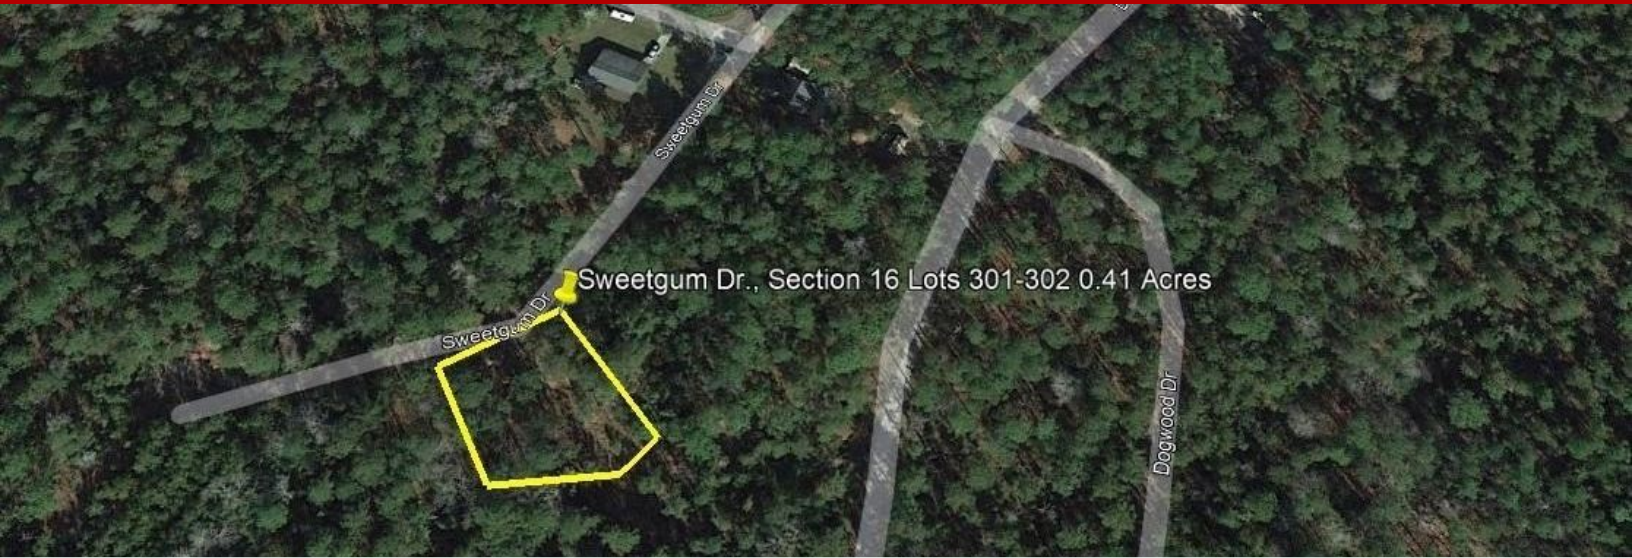 Sweetgum Dr
Sweetgum Dr., Section 16 Lots 301-302 0.41 Acres
Sweetgum Dr
Dogwood Dr